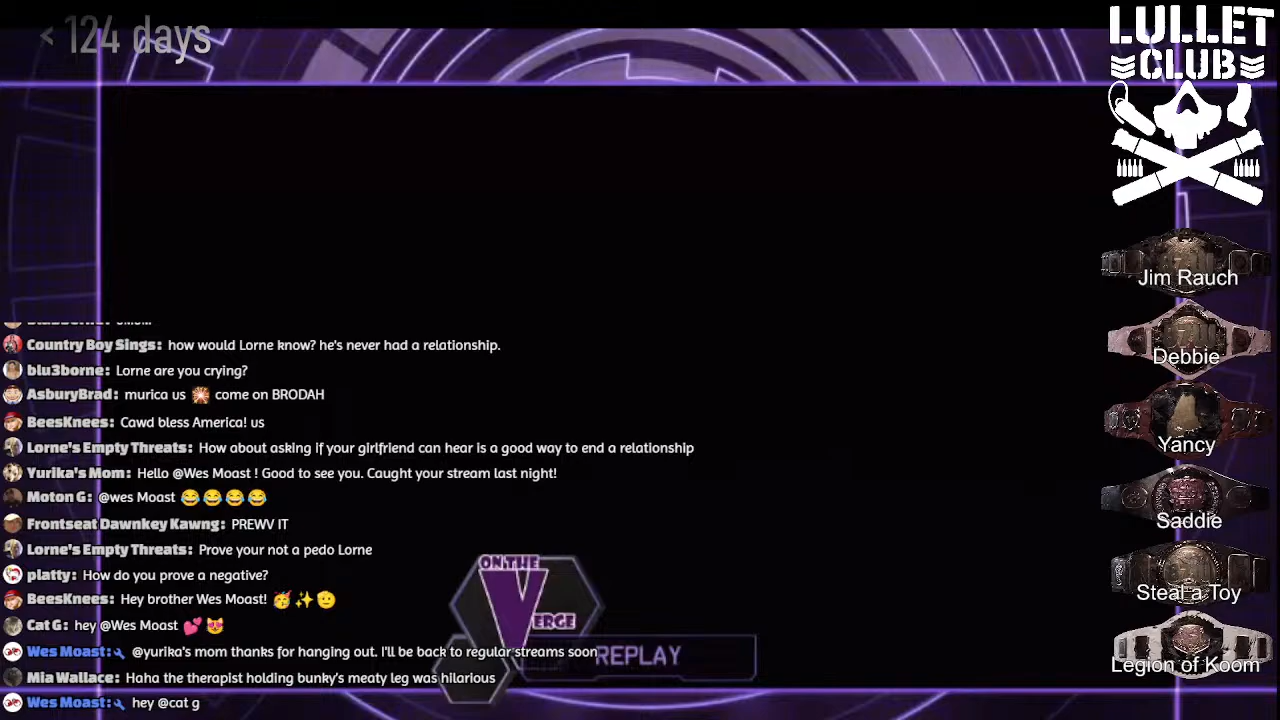 < 124 days
LULLET
CLUB
Jim Rauch
Debbie
Yancy
Saddie
Steal a Toy
Legion of Koom
Country Boy Sings: how would Lorne know? he's never had a relationship.
blu3borne: Lorne are you crying?
AsburyBrad: murica us 🎇 come on BRODAH
BeesKnees: Cawd bless America! us
Lorne's Empty Threats: How about asking if your girlfriend can hear is a good way to end a relationship
Yurika's Mom: Hello @Wes Moast ! Good to see you. Caught your stream last night!
Moton G: @wes Moast 😂😂😂😂
Frontseat Dawnkey Kawng: PREWV IT
Lorne's Empty Threats: Prove your not a pedo Lorne
platty: How do you prove a negative?
BeesKnees: Hey brother Wes Moast! 🥳✨🫡
Cat G: hey @Wes Moast 💕😻
Wes Moast: @yurika's mom thanks for hanging out. I'll be back to regular streams soon
Mia Wallace: Haha the therapist holding bunky's meaty leg was hilarious
Wes Moast: hey @cat g
ON THE
VERGE
REPLAY